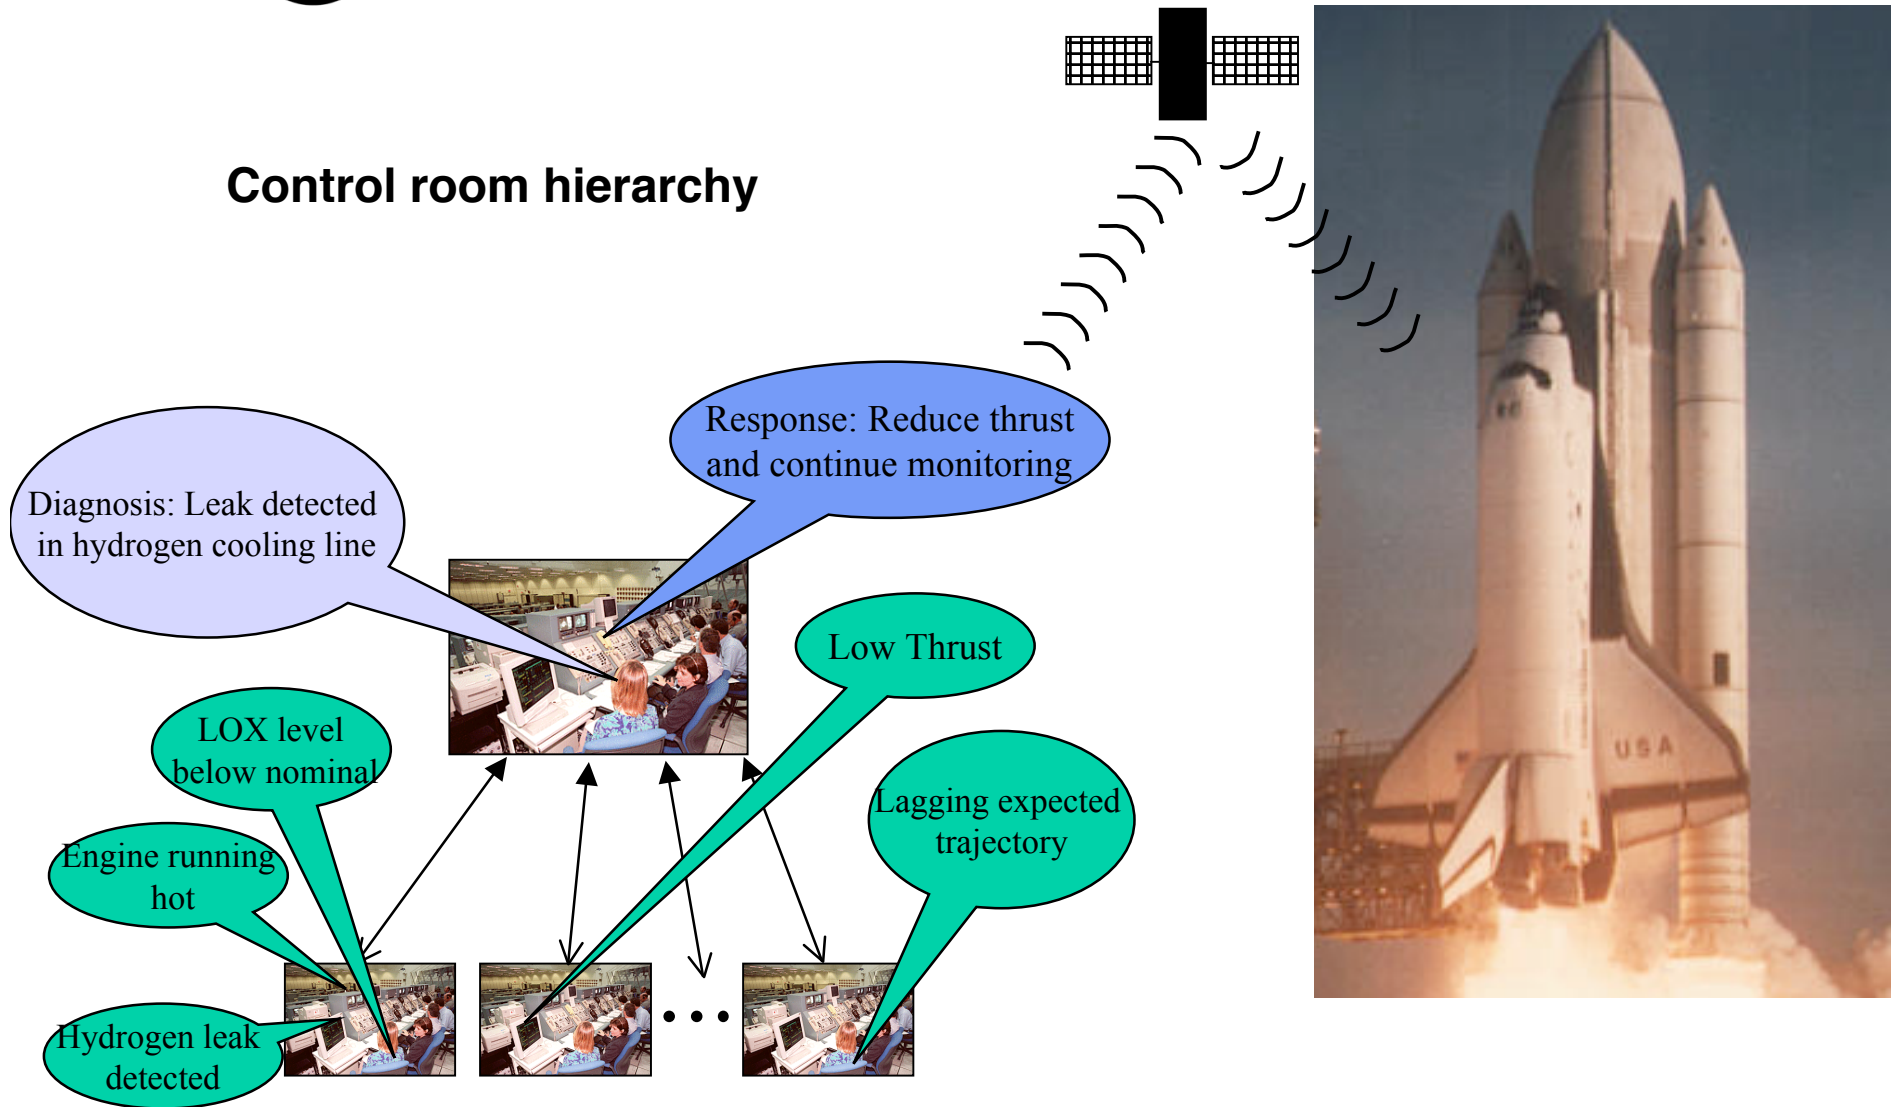 Control room hierarchy
Response: Reduce thrust
and continue monitoring
Diagnosis: Leak detected
in hydrogen cooling line
Low Thrust
LOX level
below nominal
Lagging expected
trajectory
Engine running
hot
Hydrogen leak
detected
USA